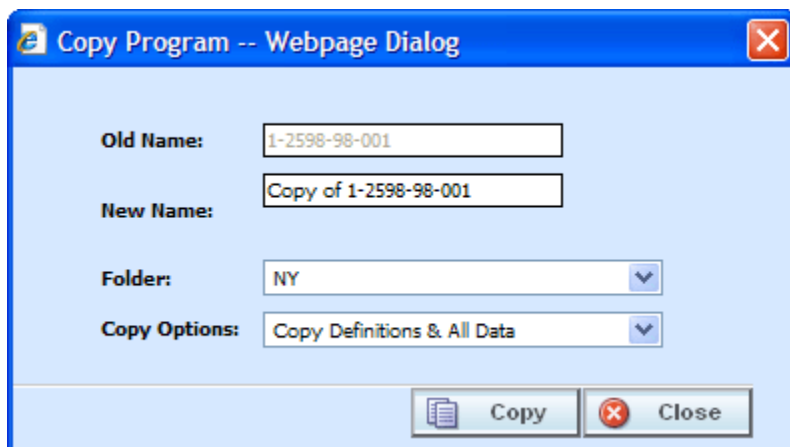 Copy Program -- Webpage Dialog
Old Name: 1-2598-98-001
New Name: Copy of 1-2598-98-001
Folder: NY
Copy Options: Copy Definitions & All Data
Copy Close